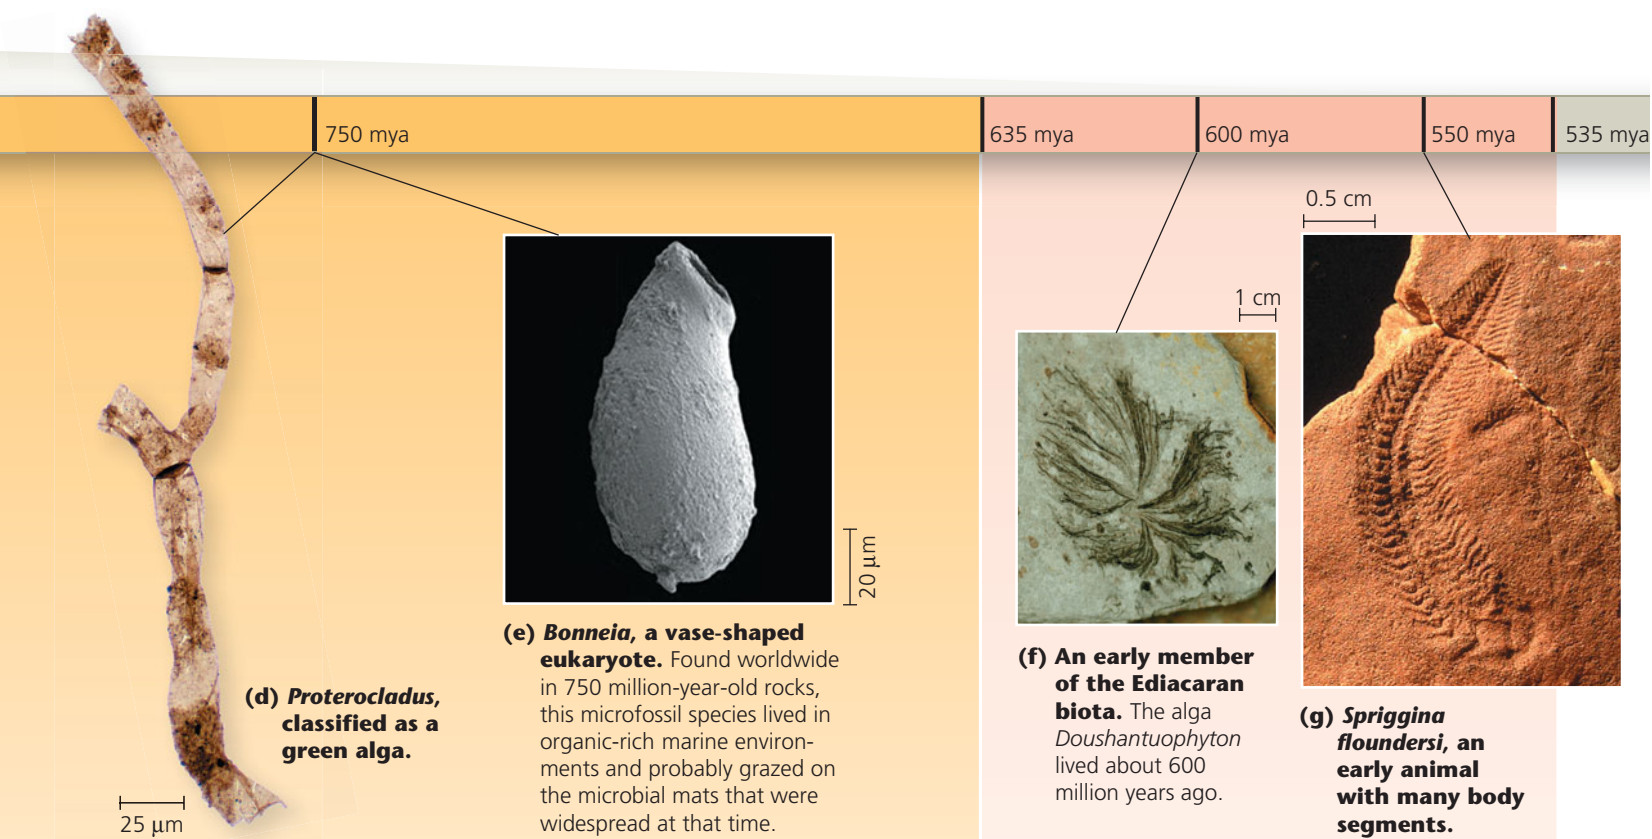 750 mya
635 mya
600 mya
550 mya
535 mya
0.5 cm
1 cm
20 µm
(e) Bonneia, a vase-shaped
eukaryote. Found worldwide
in 750 million-year-old rocks,
this microfossil species lived in
organic-rich marine environ-
ments and probably grazed on
the microbial mats that were
widespread at that time.
(d) Proterocladus,
classified as a
green alga.
25 µm
(f) An early member
of the Ediacaran
biota. The alga
Doushantuophyton
lived about 600
million years ago.
(g) Spriggina
floundersi, an
early animal
with many body
segments.